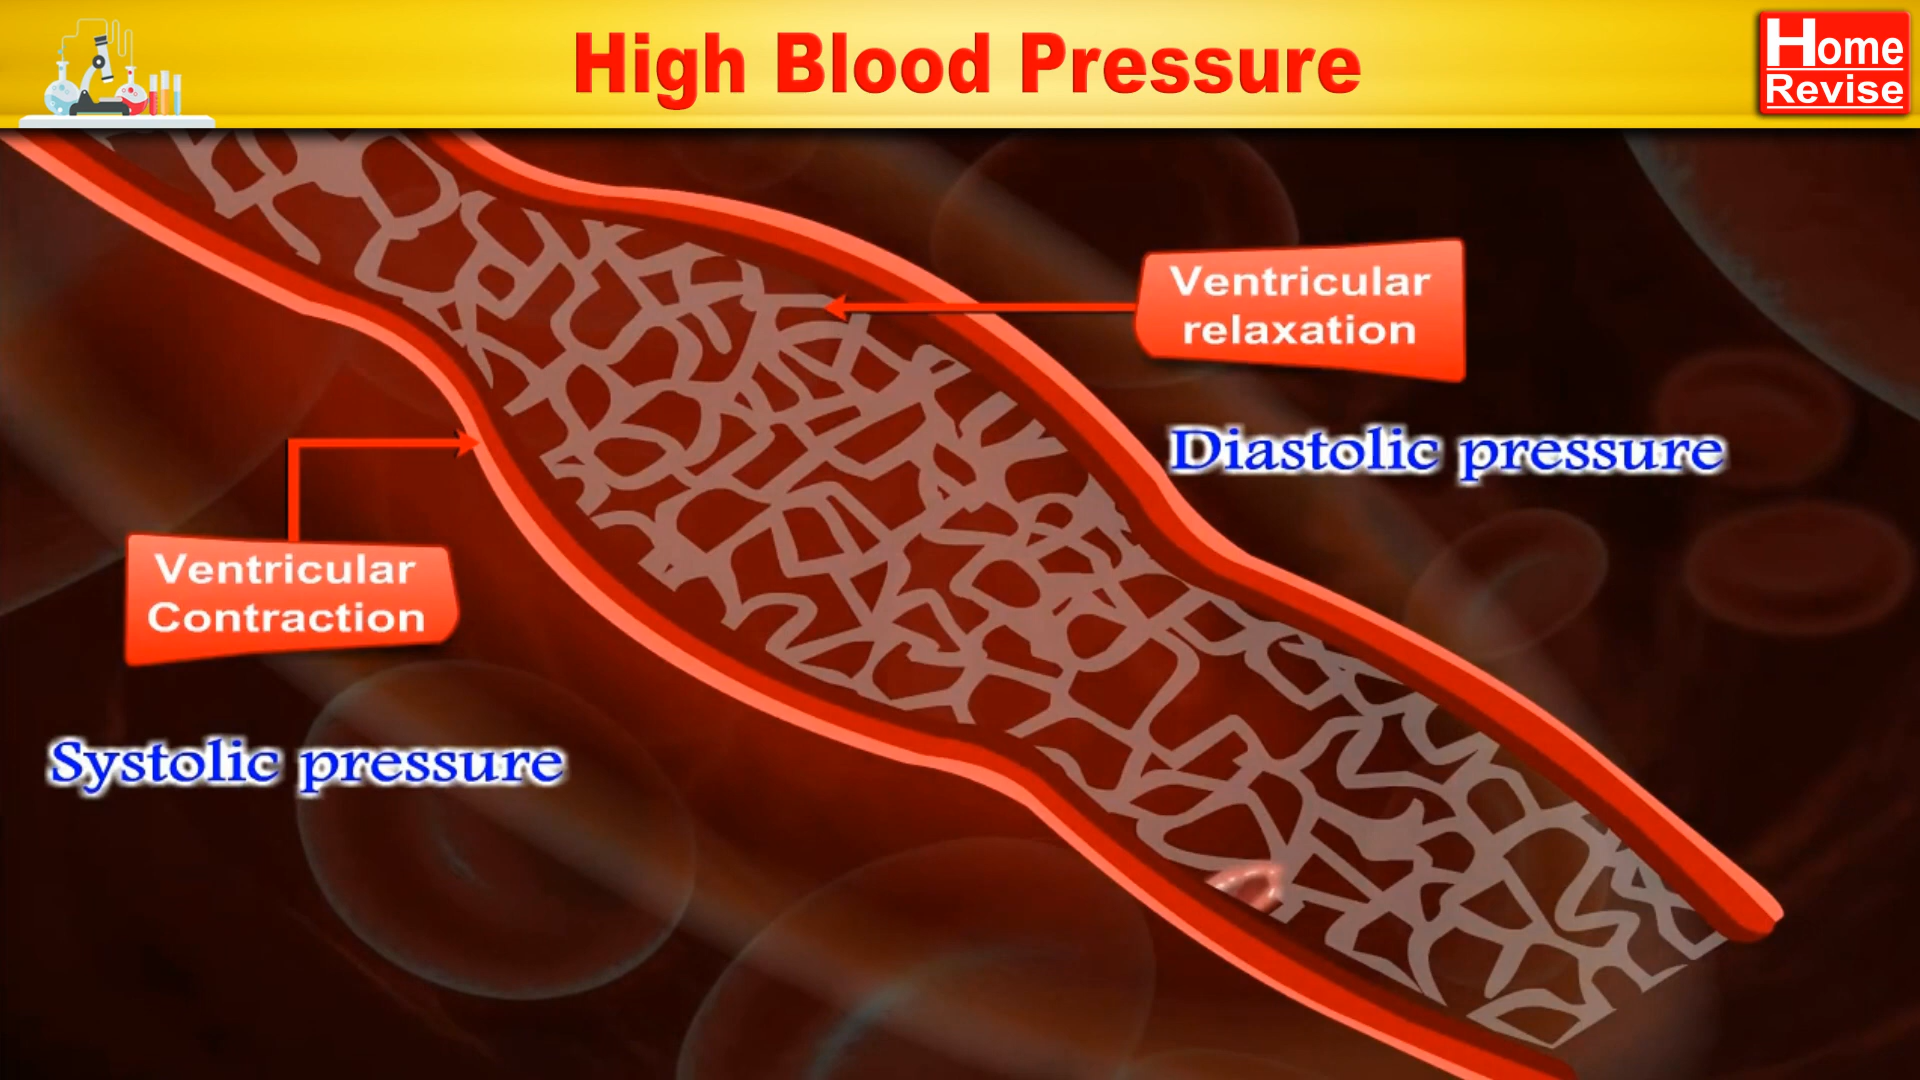 High Blood Pressure
Home
Revise
Ventricular
relaxation
Diastolic pressure
Ventricular
Contraction
Systolic pressure